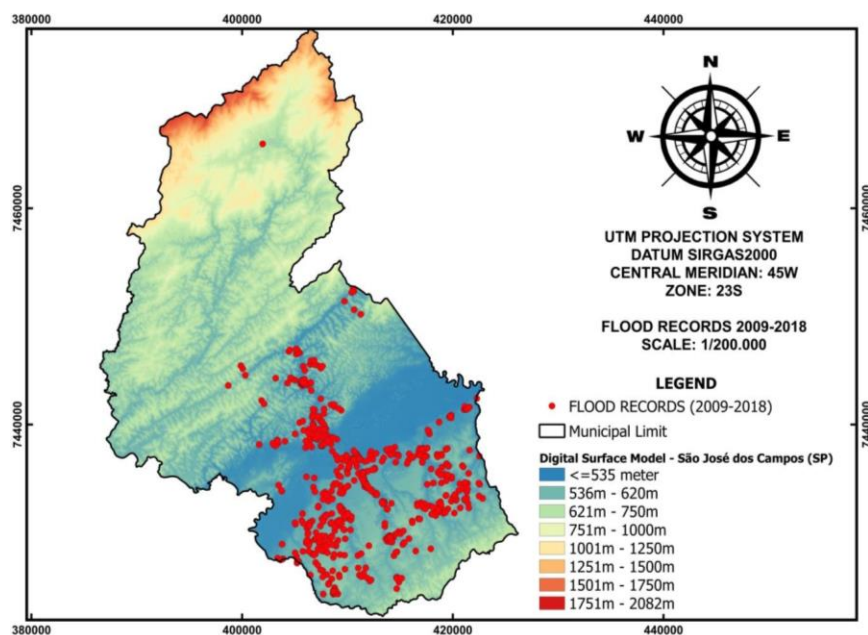 380000 400000 420000 440000
N
W E
S
7460000 7460000
UTM PROJECTION SYSTEM
DATUM SIRGAS2000
CENTRAL MERIDIAN: 45W
ZONE: 23S
FLOOD RECORDS 2009-2018
SCALE: 1/200.000
LEGEND
FLOOD RECORDS (2009-2018)
Municipal Limit
7440000 7440000
Digital Surface Model - São José dos Campos (SP)
<=535 meter
536m - 620m
621m - 750m
751m - 1000m
1001m - 1250m
1251m - 1500m
1501m - 1750m
1751m - 2082m
380000 400000 420000 440000